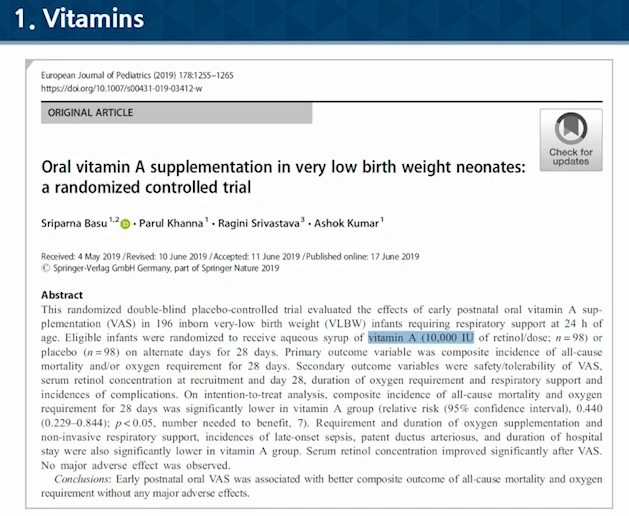 1. Vitamins
European Journal of Pediatrics (2019) 178:1255–1265
https://doi.org/10.1007/s00431-019-03412-w
ORIGINAL ARTICLE
Check for
updates
Oral vitamin A supplementation in very low birth weight neonates:
a randomized controlled trial
Sriparna Basu 1,2 · Parul Khanna 1 · Ragini Srivastava 3 · Ashok Kumar 1
Received: 4 May 2019 / Revised: 10 June 2019 / Accepted: 11 June 2019 / Published online: 17 June 2019
© Springer-Verlag GmbH Germany, part of Springer Nature 2019
Abstract
This randomized double-blind placebo-controlled trial evaluated the effects of early postnatal oral vitamin A sup-
plementation (VAS) in 196 inborn very-low birth weight (VLBW) infants requiring respiratory support at 24 h of
age. Eligible infants were randomized to receive aqueous syrup of vitamin A (10,000 IU of retinol/dose; n = 98) or
placebo (n = 98) on alternate days for 28 days. Primary outcome variable was composite incidence of all-cause
mortality and/or oxygen requirement for 28 days. Secondary outcome variables were safety/tolerability of VAS,
serum retinol concentration at recruitment and day 28, duration of oxygen requirement and respiratory support and
incidences of complications. On intention-to-treat analysis, composite incidence of all-cause mortality and oxygen
requirement for 28 days was significantly lower in vitamin A group (relative risk (95% confidence interval), 0.440
(0.229–0.844); p < 0.05, number needed to benefit, 7). Requirement and duration of oxygen supplementation and
non-invasive respiratory support, incidences of late-onset sepsis, patent ductus arteriosus, and duration of hospital
stay were also significantly lower in vitamin A group. Serum retinol concentration improved significantly after VAS.
No major adverse effect was observed.
Conclusions: Early postnatal oral VAS was associated with better composite outcome of all-cause mortality and oxygen
requirement without any major adverse effects.